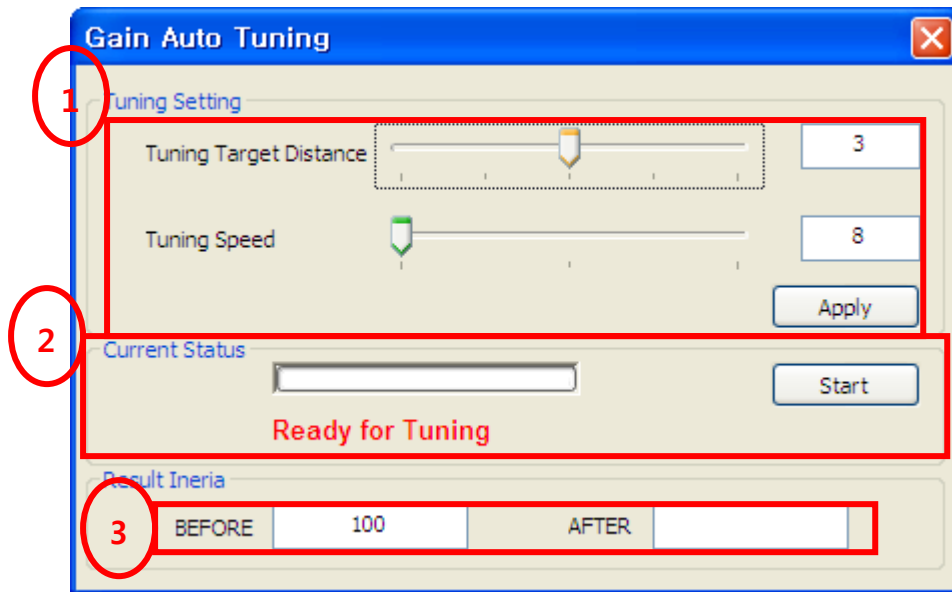 Gain Auto Tuning
1
Tuning Setting
Tuning Target Distance 3
Tuning Speed 8
Apply
2
Current Status
Start
Ready for Tuning
Result Ineria
3
BEFORE 100 AFTER